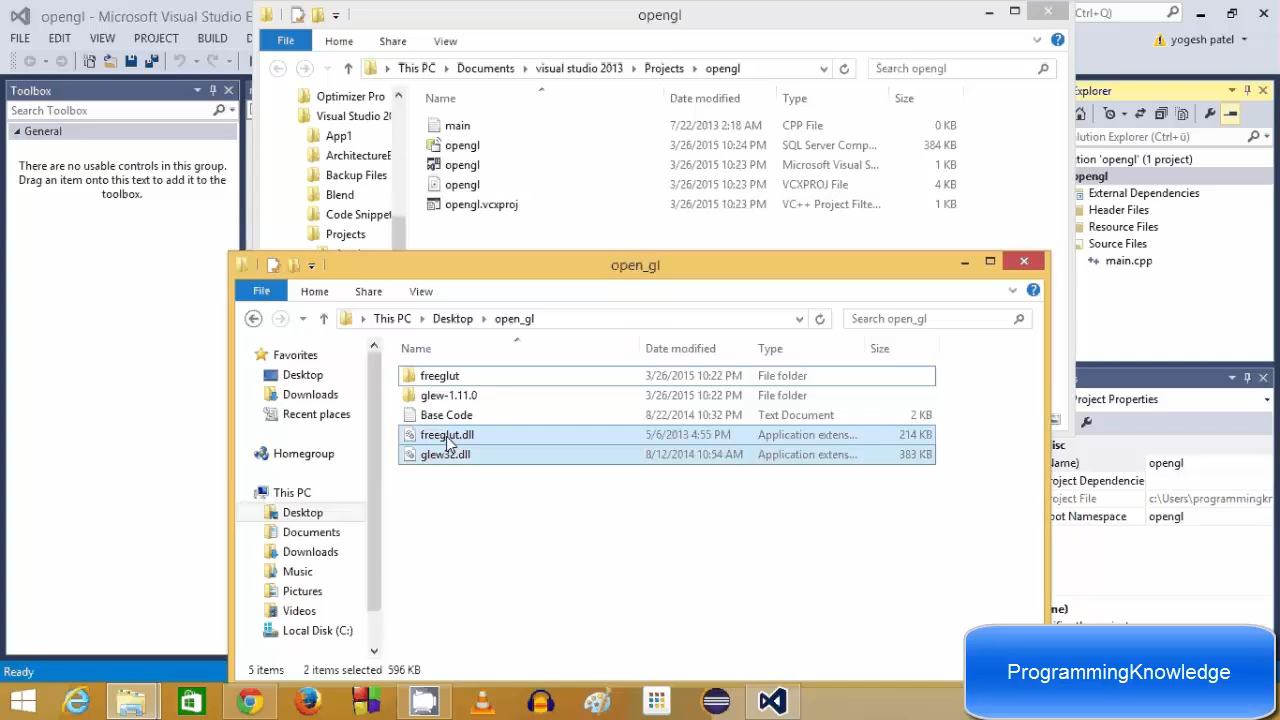 opengl - Microsoft Visual Studio E
FILE EDIT VIEW PROJECT BUILD
Toolbox
Search Toolbox
General
There are no usable controls in this group.
Drag an item onto this text to add it to the
toolbox.
Ready
opengl
File Home Share View
This PC Documents visual studio 2013 Projects opengl
Search opengl
Optimizer Pro
Visual Studio 20
App1
ArchitectureE
Backup Files
Blend
Code Snippet
Projects
Name Date modified Type Size
main 7/22/2013 2:18 AM CPP File 0 KB
opengl 3/26/2015 10:24 PM SQL Server Comp... 384 KB
opengl 3/26/2015 10:23 PM Microsoft Visual S... 1 KB
opengl 3/26/2015 10:23 PM VCXPROJ File 4 KB
opengl.vcxproj 3/26/2015 10:23 PM VC++ Project Filte... 1 KB
open_gl
File Home Share View
This PC Desktop open_gl
Search open_gl
Favorites
Desktop
Downloads
Recent places
Homegroup
This PC
Desktop
Documents
Downloads
Music
Pictures
Videos
Local Disk (C:)
Name Date modified Type Size
freeglut 3/26/2015 10:22 PM File folder
glew-1.11.0 3/26/2015 10:22 PM File folder
Base Code 8/22/2014 10:32 PM Text Document 2 KB
freeglut.dll 5/6/2013 4:55 PM Application extens... 214 KB
glew32.dll 8/12/2014 10:54 AM Application extens... 383 KB
5 items 2 items selected 596 KB
Ctrl+Q)
yogesh patel
Explorer
lution Explorer (Ctrl+ü)
tion 'opengl' (1 project)
opengl
External Dependencies
Header Files
Resource Files
Source Files
main.cpp
Project Properties
isc
Name) opengl
roject Dependencie
roject File c:\Users\programmingkr
oot Namespace opengl
ne)
ProgrammingKnowledge